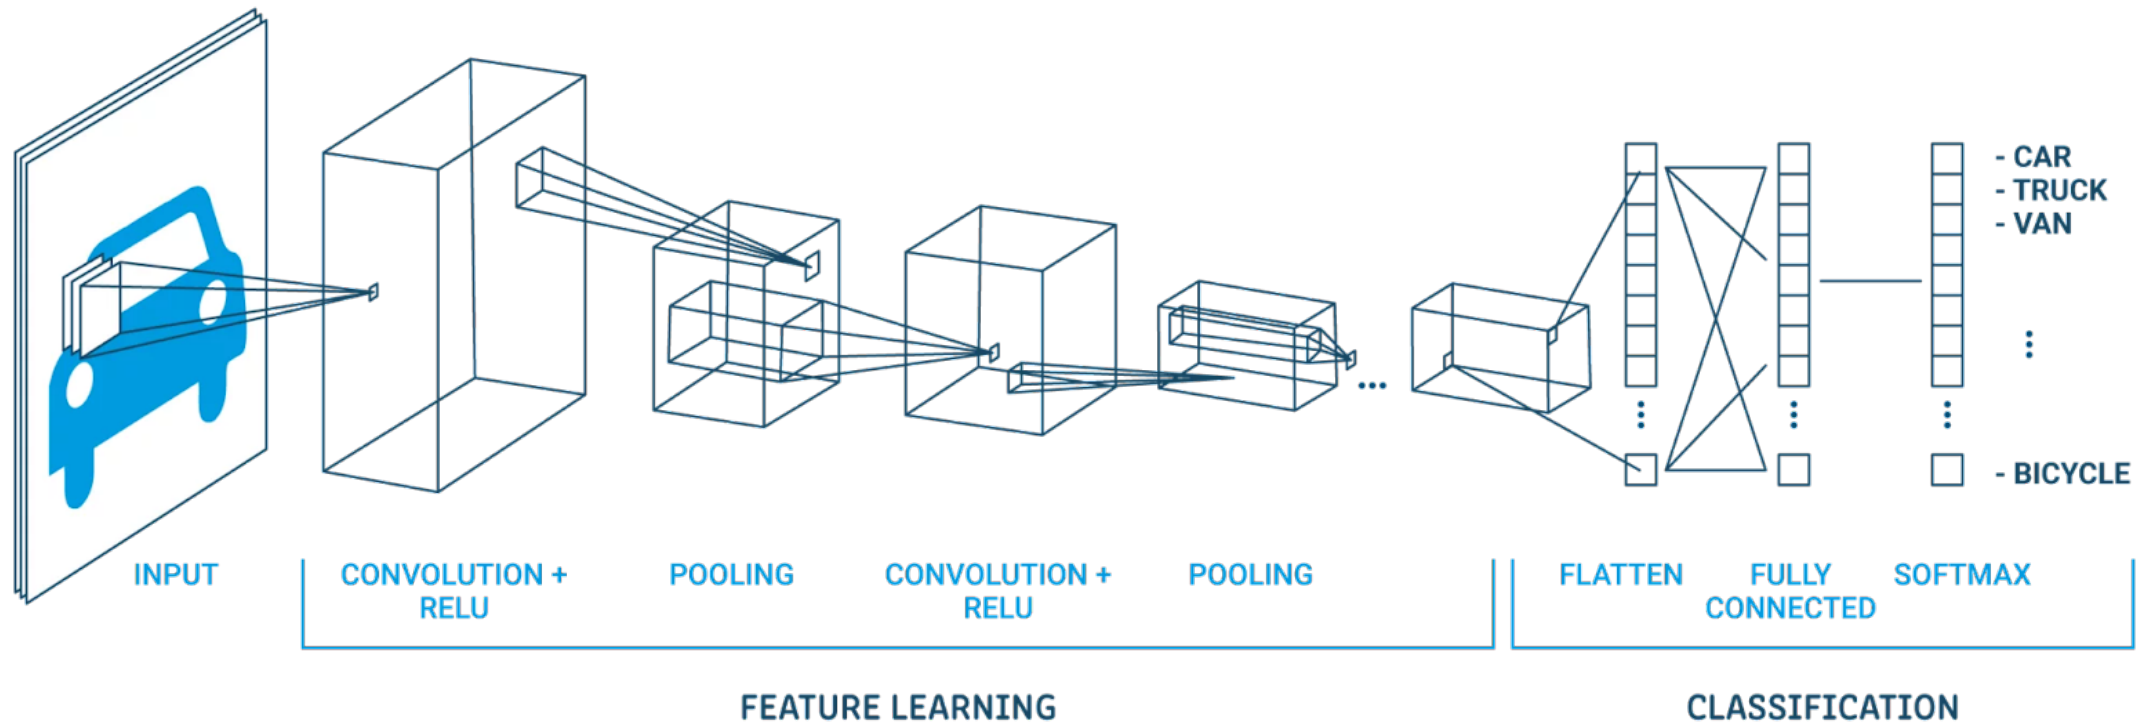 - CAR
- TRUCK
- VAN
- BICYCLE
INPUT
CONVOLUTION +
RELU
POOLING
CONVOLUTION +
RELU
POOLING
FLATTEN
FULLY
CONNECTED
SOFTMAX
FEATURE LEARNING
CLASSIFICATION